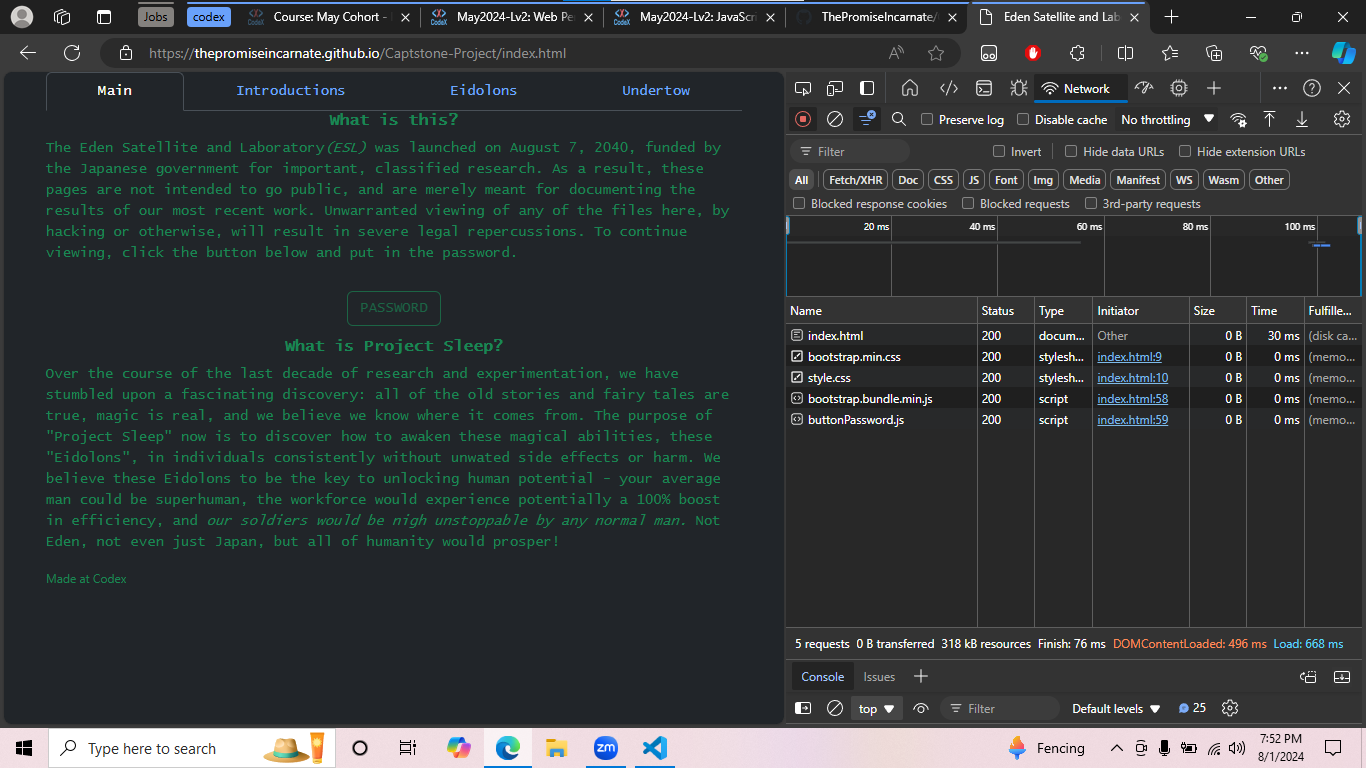 Jobs
codex
Course: May Cohort -
May2024-Lv2: Web Pe
May2024-Lv2: JavaScr
ThePromiseIncarnate/
Eden Satellite and Lab
https://thepromiseincarnate.github.io/Captstone-Project/index.html
Main
Introductions
Eidolons
Undertow
What is this?
The Eden Satellite and Laboratory(ESL) was launched on August 7, 2040, funded by
the Japanese government for important, classified research. As a result, these
pages are not intended to go public, and are merely meant for documenting the
results of our most recent work. Unwarranted viewing of any of the files here, by
hacking or otherwise, will result in severe legal repercussions. To continue
viewing, click the button below and put in the password.
PASSWORD
What is Project Sleep?
Over the course of the last decade of research and experimentation, we have
stumbled upon a fascinating discovery: all of the old stories and fairy tales are
true, magic is real, and we believe we know where it comes from. The purpose of
"Project Sleep" now is to discover how to awaken these magical abilities, these
"Eidolons", in individuals consistently without unwated side effects or harm. We
believe these Eidolons to be the key to unlocking human potential - your average
man could be superhuman, the workforce would experience potentially a 100% boost
in efficiency, and our soldiers would be nigh unstoppable by any normal man. Not
Eden, not even just Japan, but all of humanity would prosper!
Made at Codex
Network
Preserve log
Disable cache
No throttling
Filter
Invert
Hide data URLs
Hide extension URLs
All
Fetch/XHR
Doc
CSS
JS
Font
Img
Media
Manifest
WS
Wasm
Other
Blocked response cookies
Blocked requests
3rd-party requests
20 ms
40 ms
60 ms
80 ms
100 ms
Name Status Type Initiator Size Time Fulfille...
index.html 200 docum... Other 0 B 30 ms (disk ca...
bootstrap.min.css 200 stylesh... index.html:9 0 B 0 ms (memo...
style.css 200 stylesh... index.html:10 0 B 0 ms (memo...
bootstrap.bundle.min.js 200 script index.html:58 0 B 0 ms (memo...
buttonPassword.js 200 script index.html:59 0 B 0 ms (memo...
5 requests 0 B transferred 318 kB resources Finish: 76 ms DOMContentLoaded: 496 ms Load: 668 ms
Console
Issues
top
Filter
Default levels
25
Type here to search
zm
Fencing
7:52 PM
8/1/2024